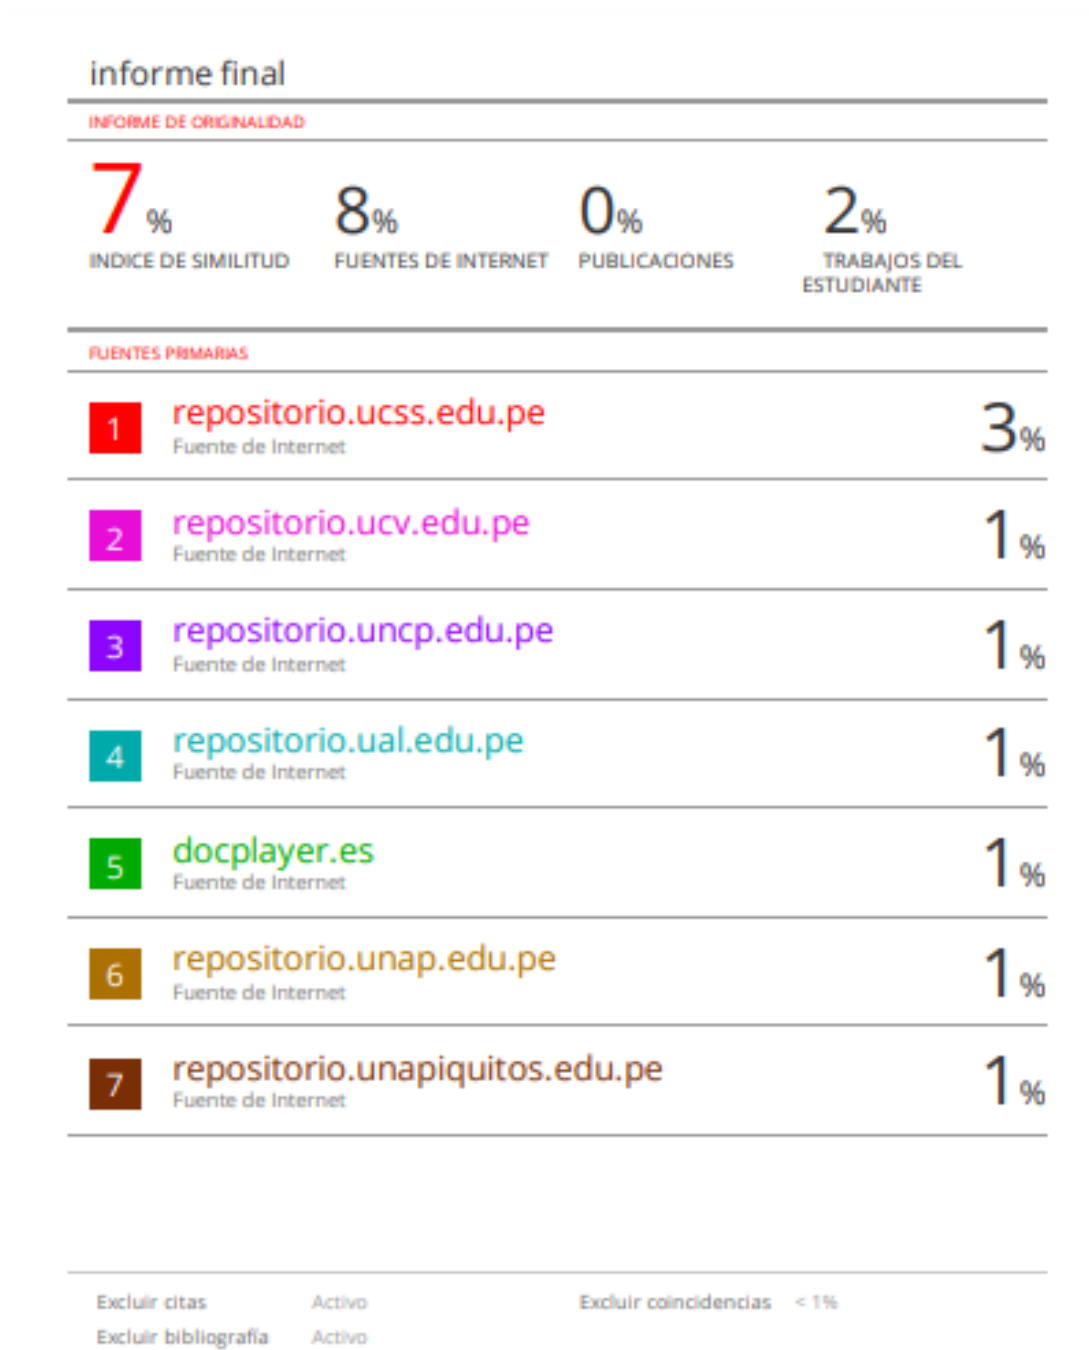 informe final
INFORME DE ORIGINALIDAD
7% 8% 0% 2%
INDICE DE SIMILITUD FUENTES DE INTERNET PUBLICACIONES TRABAJOS DEL
ESTUDIANTE
FUENTES PRIMARIAS
1 repositorio.ucss.edu.pe 3%
Fuente de Internet
2 repositorio.ucv.edu.pe 1%
Fuente de Internet
3 repositorio.uncp.edu.pe 1%
Fuente de Internet
4 repositorio.ual.edu.pe 1%
Fuente de Internet
5 docplayer.es 1%
Fuente de Internet
6 repositorio.unap.edu.pe 1%
Fuente de Internet
7 repositorio.unapiquitos.edu.pe 1%
Fuente de Internet
Excluir citas Activo Excluir coincidencias < 1%
Excluir bibliografía Activo